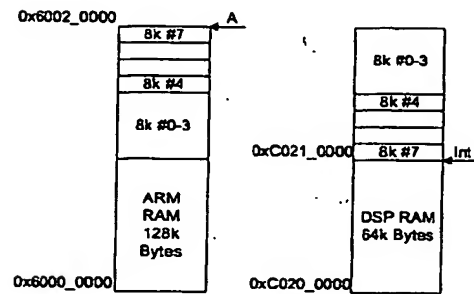 0x6002_0000
A
8k #7
8k #4
8k #0-3
ARM
RAM
128k
Bytes
0x6000_0000
8k #0-3
8k #4
0xC021_0000
8k #7
Int
DSP RAM
64k Bytes
0xC020_0000